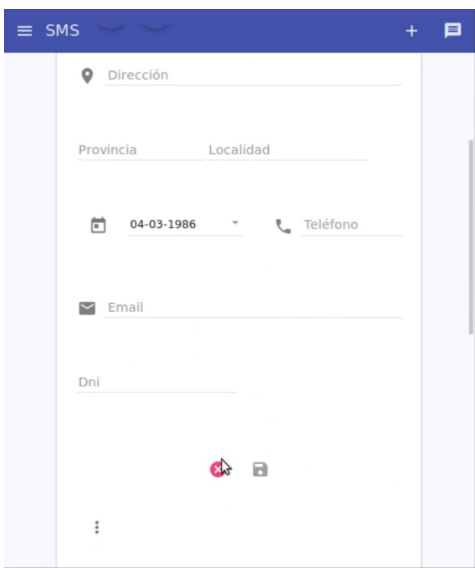 SMS
Dirección
Provincia Localidad
04-03-1986 Teléfono
Email
Dni